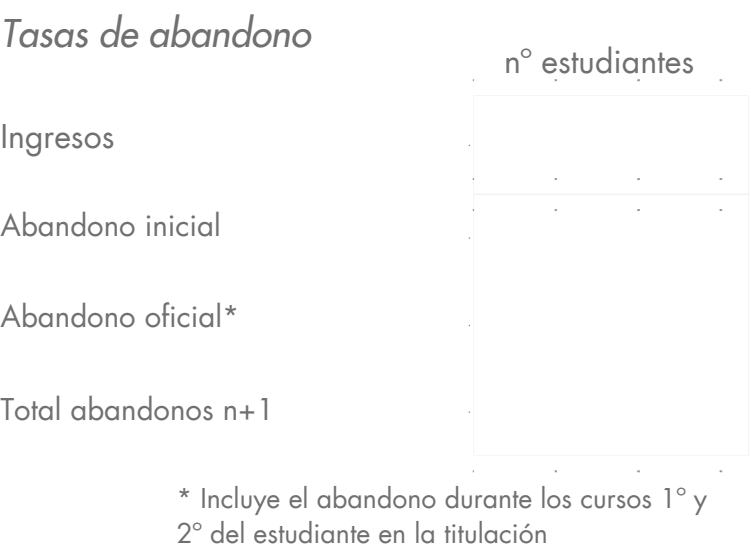 Tasas de abandono
nº estudiantes
Ingresos
Abandono inicial
Abandono oficial*
Total abandonos n+1
* Incluye el abandono durante los cursos 1º y
2º del estudiante en la titulación